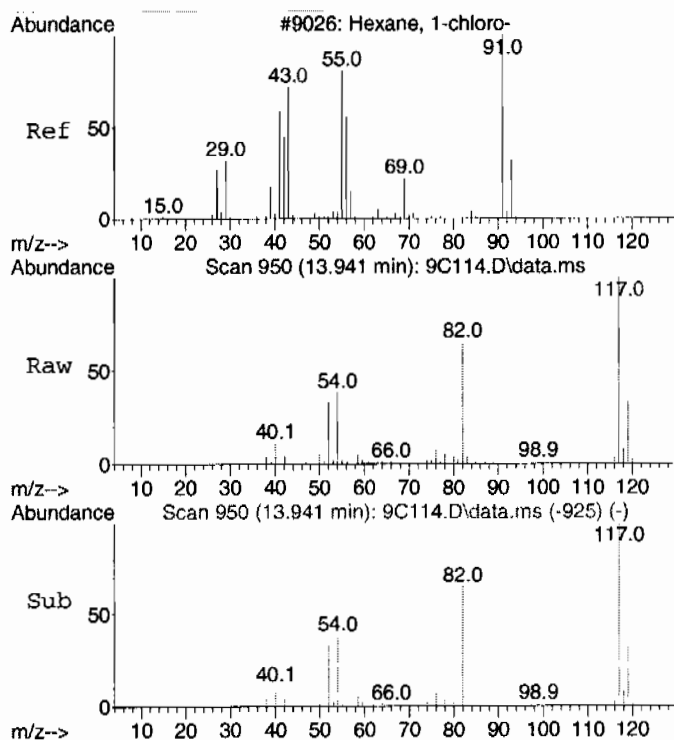 Abundance #9026: Hexane, 1-chloro-
91.0
55.0
43.0
Ref 50
29.0
69.0
15.0
0
m/z--> 10 20 30 40 50 60 70 80 90 100 110 120
Abundance Scan 950 (13.941 min): 9C114.D\data.ms
117.0
82.0
Raw 50
54.0
40.1
66.0 98.9
0
m/z--> 10 20 30 40 50 60 70 80 90 100 110 120
Abundance Scan 950 (13.941 min): 9C114.D\data.ms (-925) (-)
117.0
82.0
Sub 50
54.0
40.1
66.0 98.9
0
m/z--> 10 20 30 40 50 60 70 80 90 100 110 120